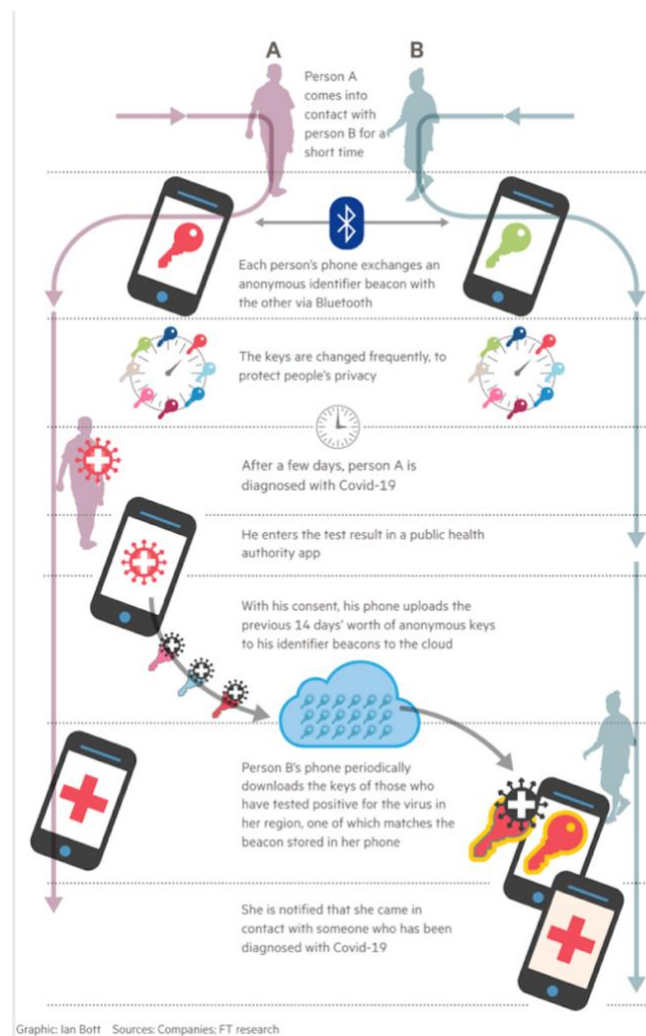 A
B
Person A
comes into
contact with
person B for a
short time
Each person's phone exchanges an
anonymous identifier beacon with
the other via Bluetooth
The keys are changed frequently, to
protect people's privacy
After a few days, person A is
diagnosed with Covid-19
He enters the test result in a public health
authority app
With his consent, his phone uploads the
previous 14 days' worth of anonymous keys
to his identifier beacons to the cloud
Person B's phone periodically
downloads the keys of those who
have tested positive for the virus in
her region, one of which matches the
beacon stored in her phone
She is notified that she came in
contact with someone who has been
diagnosed with Covid-19
Graphic: Ian Bott Sources: Companies; FT research